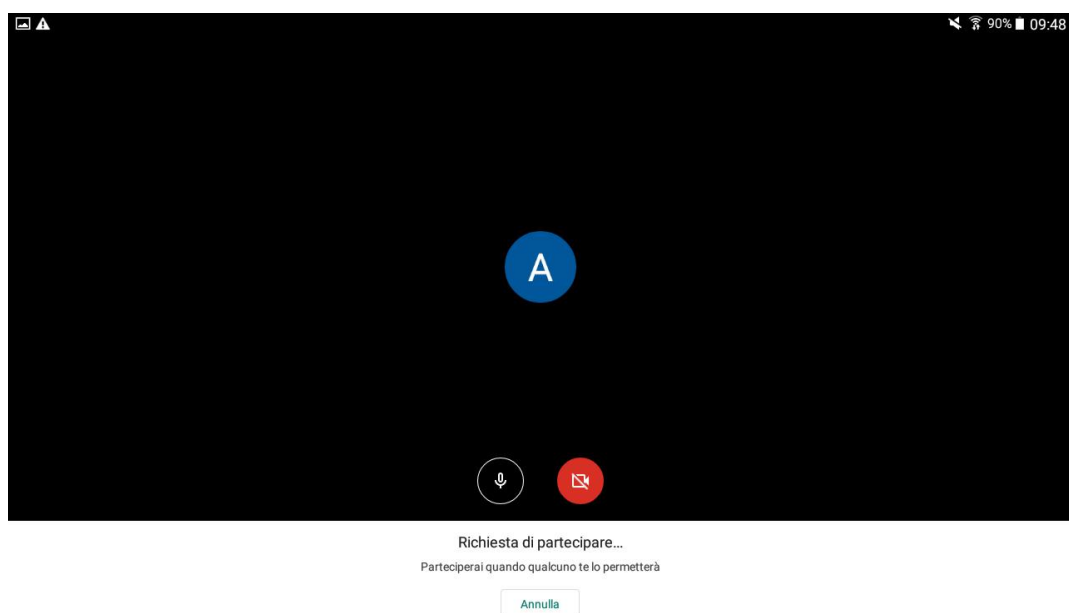 90% 09:48
A
Richiesta di partecipare...
Parteciperai quando qualcuno te lo permetterà
Annulla